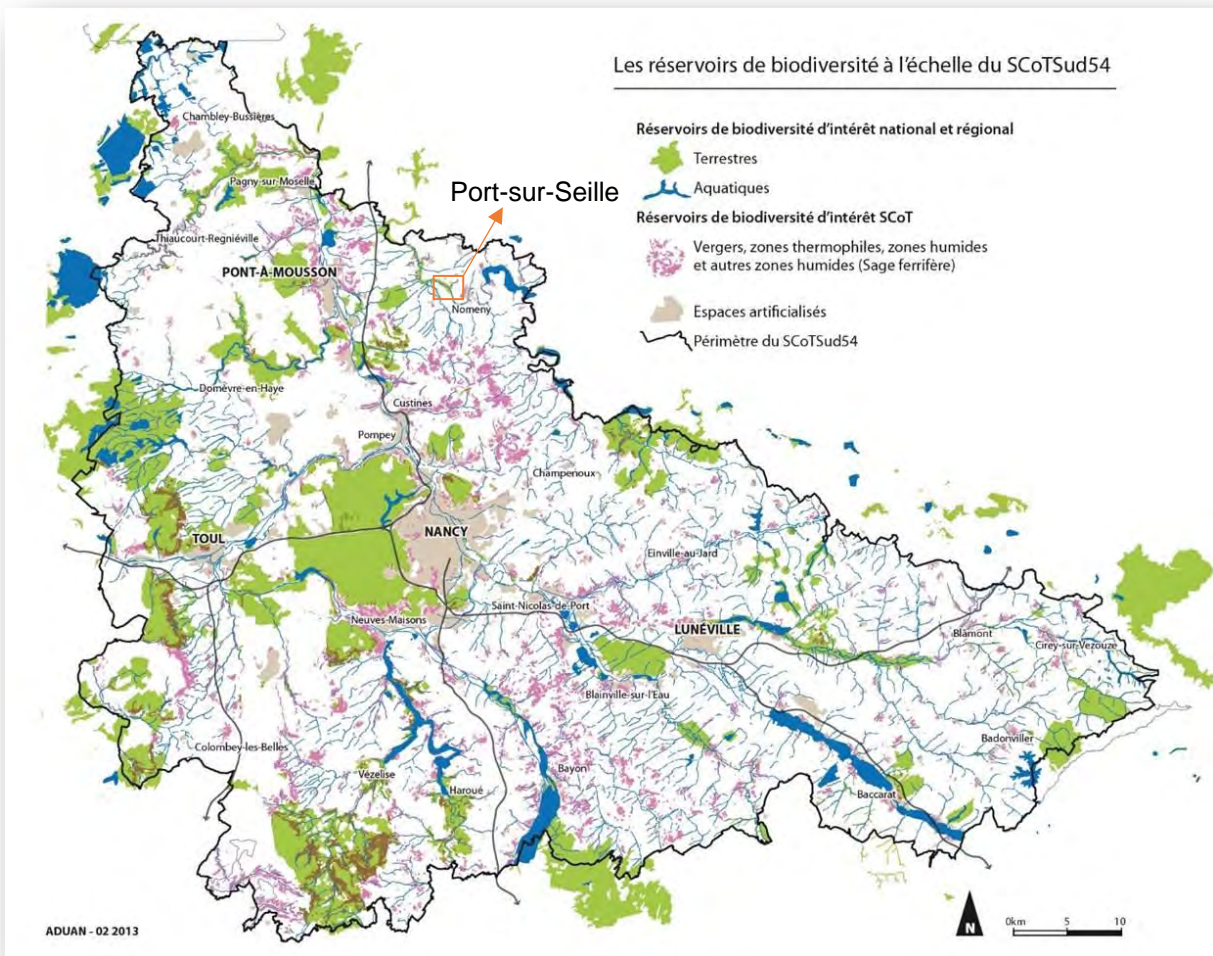 Les réservoirs de biodiversité à l'échelle du SCoTSud54
Réservoirs de biodiversité d'intérêt national et régional
Terrestres
Aquatiques
Réservoirs de biodiversité d'intérêt SCoT
Vergers, zones thermophiles, zones humides
et autres zones humides (Sage ferrifère)
Espaces artificialisés
Périmètre du SCoTSud54
Chambley-Bussières
Pagny-sur-Moselle
Port-sur-Seille
Thiaucourt-Regniéville
PONT-À-MOUSSON
Nomeny
Domèvre-en-Haye
Custines
Pompey
Champenoux
TOUL
NANCY
Einville-au-Jard
Saint-Nicolas-de-Port
Neuves-Maisons
LUNÉVILLE
Blâmont
Cirey-sur-Vezouze
Blainville-sur-l'Eau
Colombey-les-Belles
Badonviller
Vézelise
Bayon
Haroué
Baccarat
ADUAN - 02 2013
N
0km 5 10